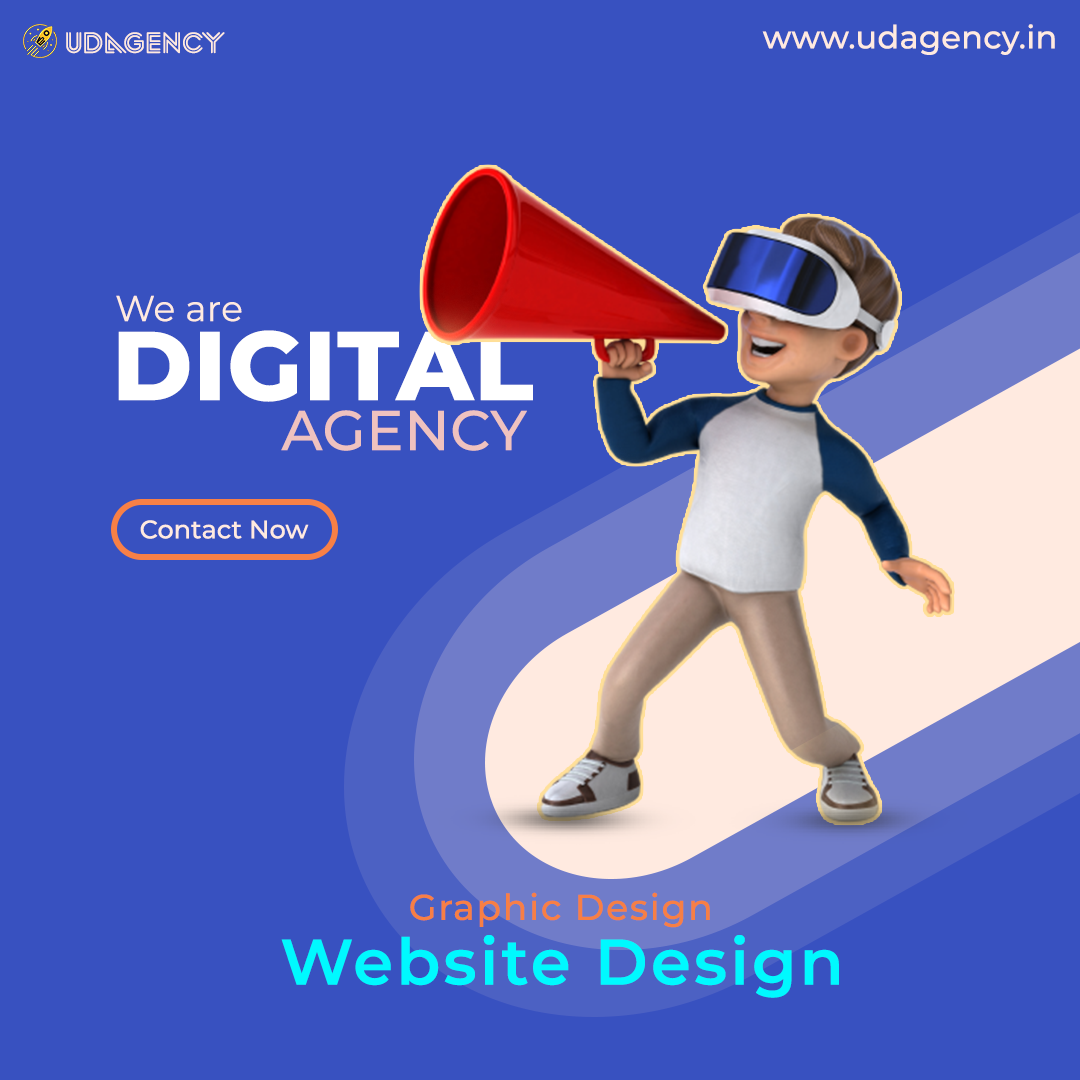 UDAGENCY
www.udagency.in
We are
DIGITAL
AGENCY
Contact Now
Graphic Design
Website Design